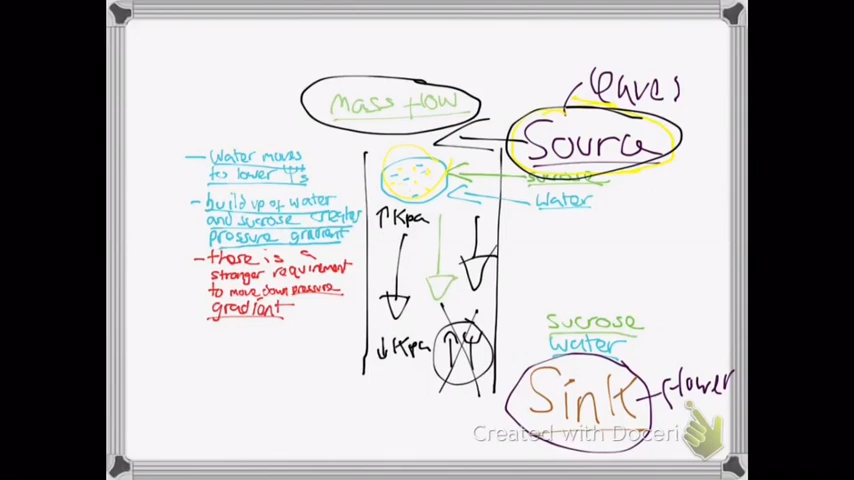 mass flow
leaves
Source
sucrose
water
- water moves
to lower Ψs
- build up of water
and sucrose creates
pressure gradient
- there is a
stronger requirement
to move down pressure
gradient
↑Kpa
↓Kpa
↑Ψ
sucrose
water
Sink
flower
Created with Doceri